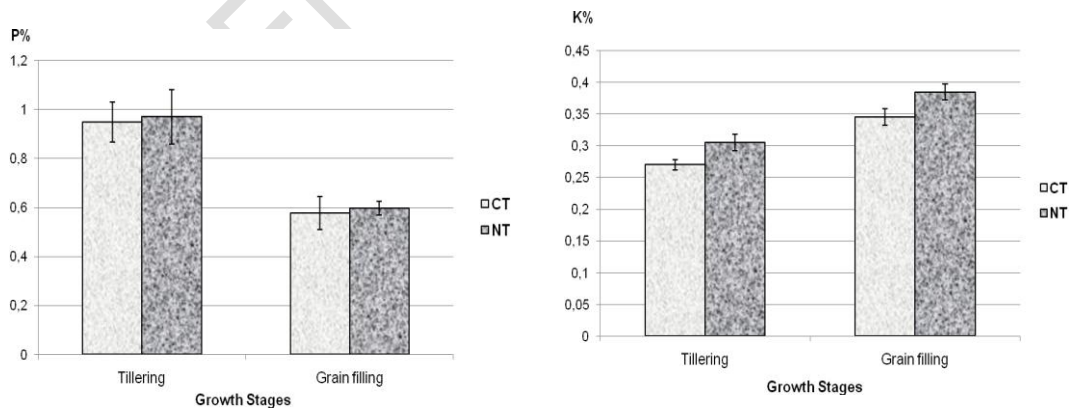 P%
1,2
1
0,8
0,6
0,4
0,2
0
Tillering
Grain filling
Growth Stages
CT
NT
K%
0,45
0,4
0,35
0,3
0,25
0,2
0,15
0,1
0,05
0
Tillering
Grain filling
Growth Stages
CT
NT